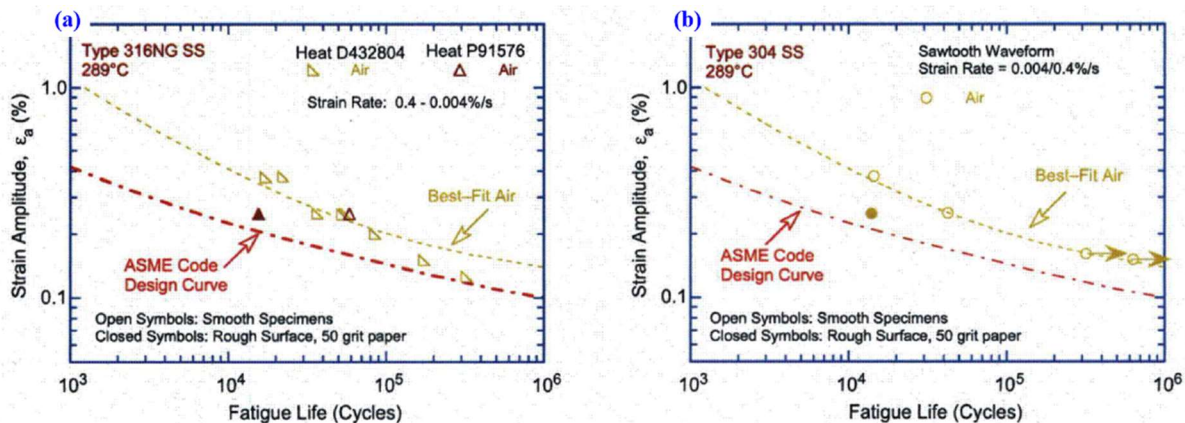 (a)
Type 316NG SS
289°C
Heat D432804 Heat P91576
Air Air
Strain Rate: 0.4 - 0.004%/s
Best–Fit Air
ASME Code
Design Curve
Open Symbols: Smooth Specimens
Closed Symbols: Rough Surface, 50 grit paper
Strain Amplitude, εa (%)
1.0
0.1
10³ 10⁴ 10⁵ 10⁶
Fatigue Life (Cycles)
(b)
Type 304 SS
289°C
Sawtooth Waveform
Strain Rate = 0.004/0.4%/s
Air
Best–Fit Air
ASME Code
Design Curve
Open Symbols: Smooth Specimens
Closed Symbols: Rough Surface, 50 grit paper
Strain Amplitude, εa (%)
1.0
0.1
10³ 10⁴ 10⁵ 10⁶
Fatigue Life (Cycles)